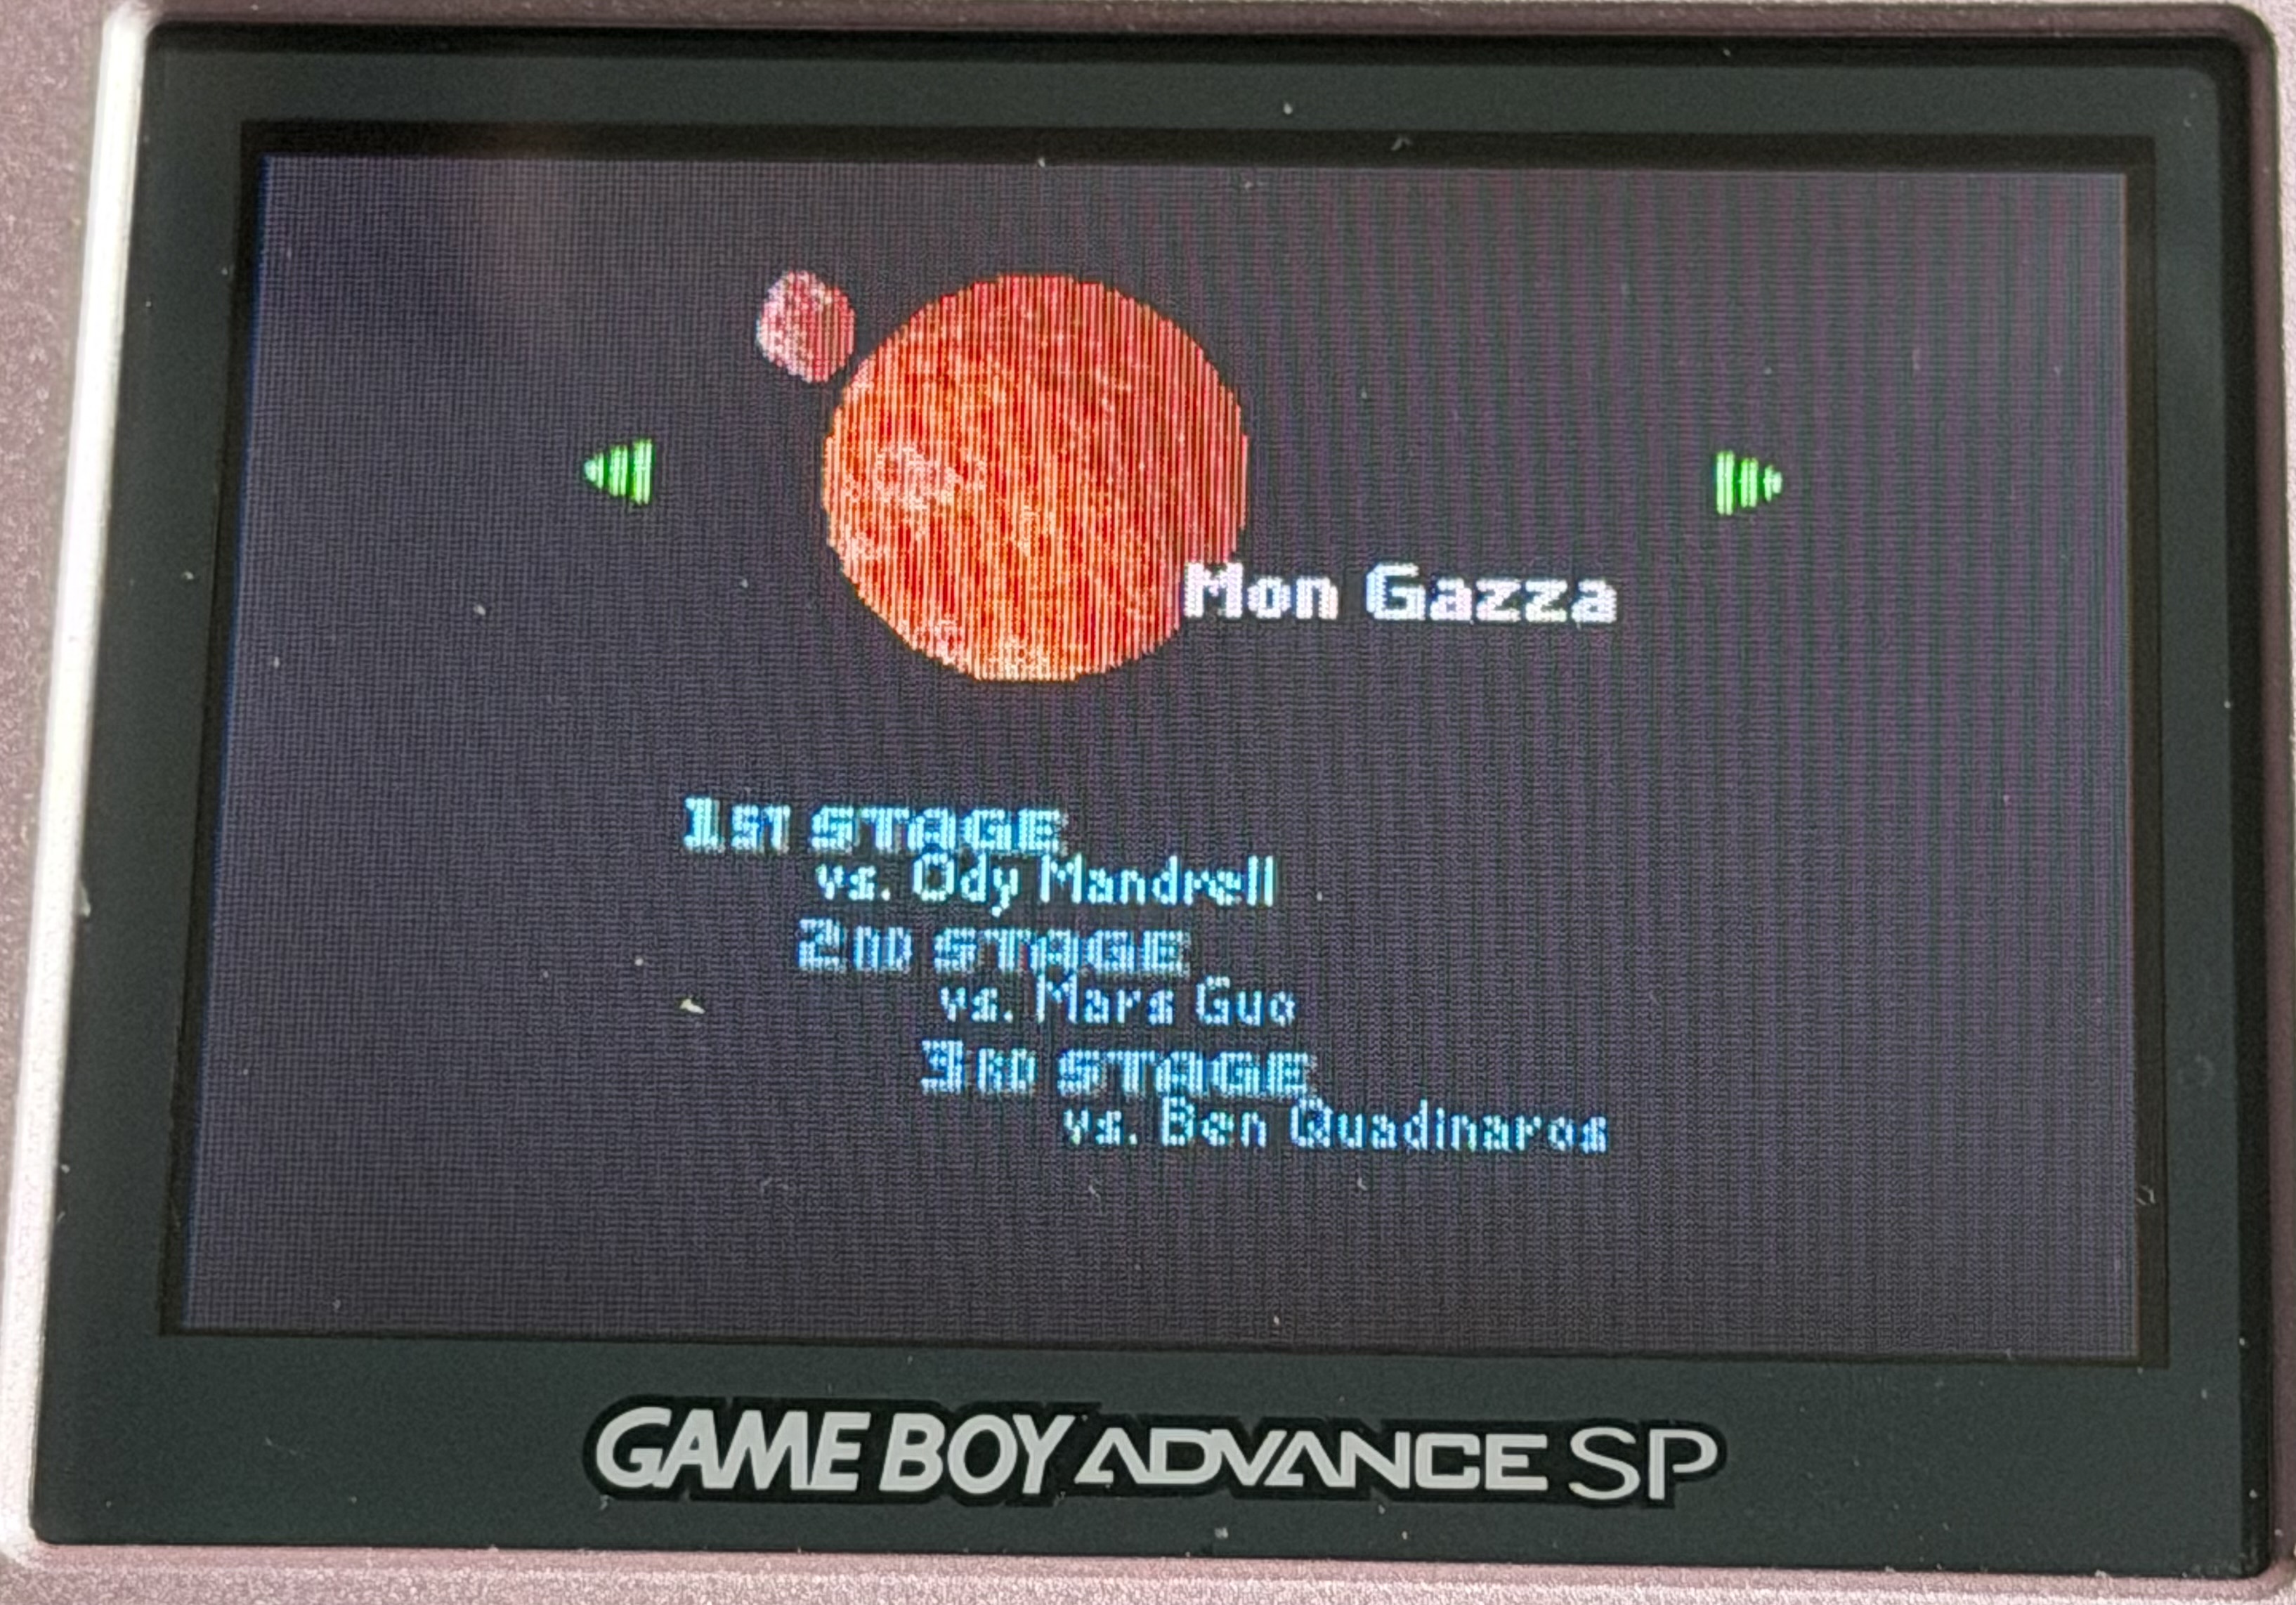 Mon Gazza
1ST STAGE
vs. Ody Mandrell
2ND STAGE
vs. Mars Guo
3RD STAGE
vs. Ben Quadinaros
GAME BOY ADVANCE SP